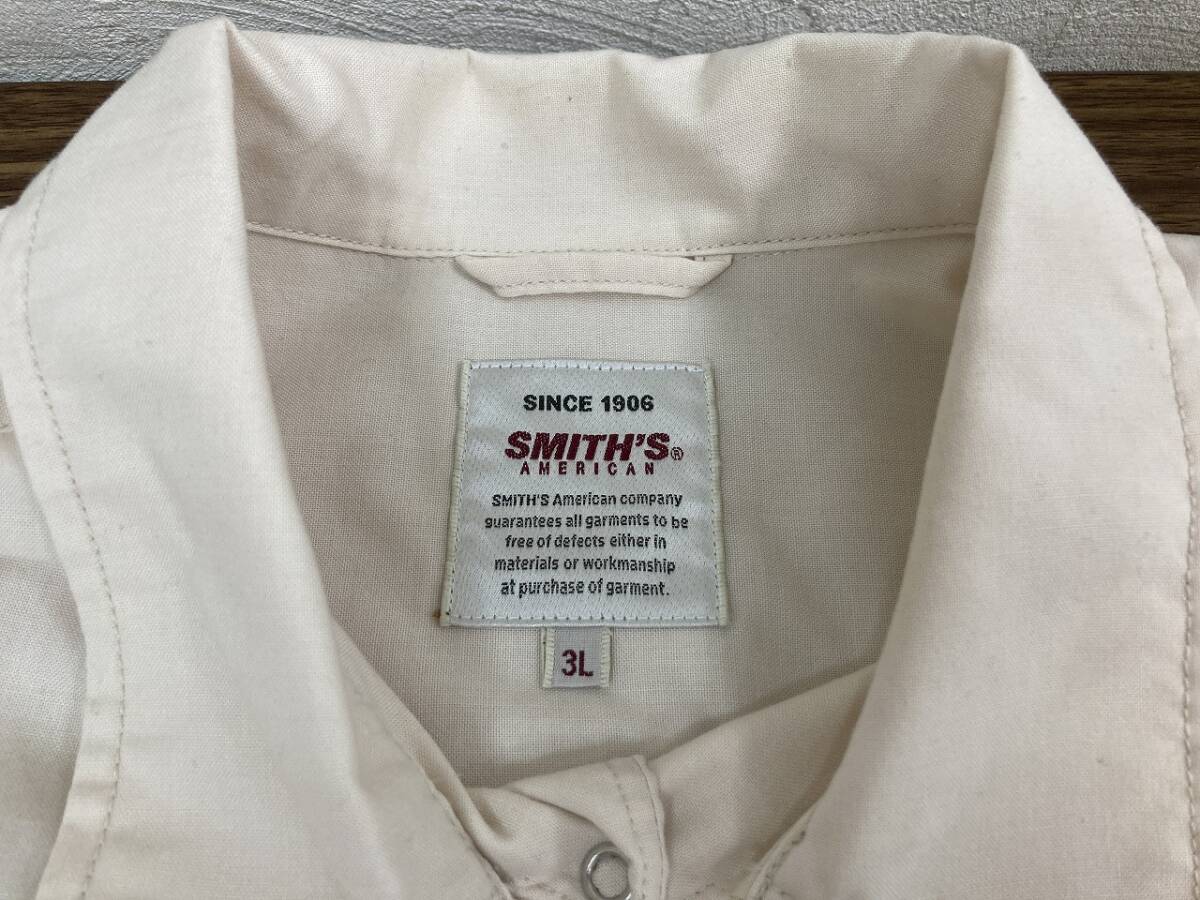 SINCE 1906
SMITH'S®
AMERICAN
SMITH'S American company
guarantees all garments to be
free of defects either in
materials or workmanship
at purchase of garment.
3L